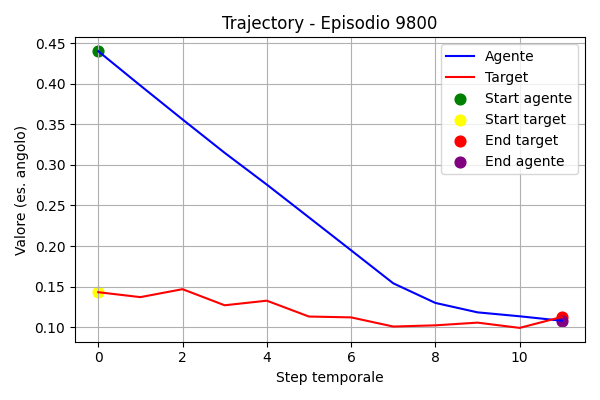 Trajectory - Episodio 9800
Valore (es. angolo)
0.45
0.40
0.35
0.30
0.25
0.20
0.15
0.10
Agente
Target
Start agente
Start target
End target
End agente
0 2 4 6 8 10
Step temporale